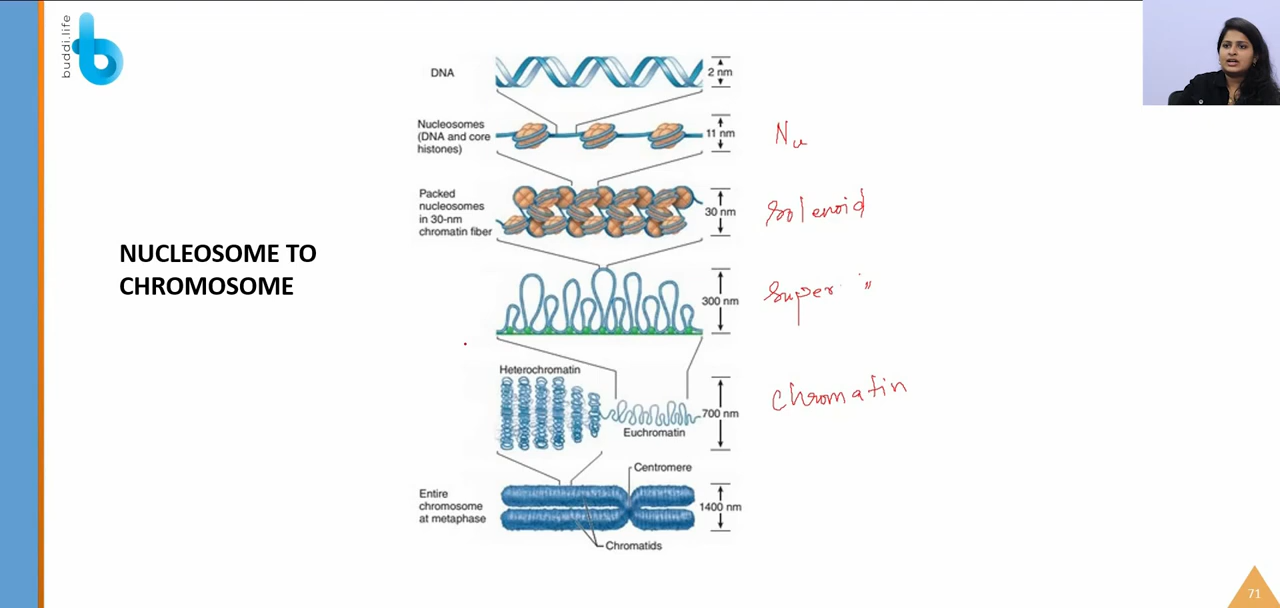 buddi.life
DNA
2 nm
Nucleosomes
(DNA and core
histones)
11 nm
Nu
Packed
nucleosomes
in 30-nm
chromatin fiber
30 nm
Solenoid
NUCLEOSOME TO
CHROMOSOME
300 nm
Super "
Heterochromatin
700 nm
Chromatin
Euchromatin
Centromere
Entire
chromosome
at metaphase
1400 nm
Chromatids
71